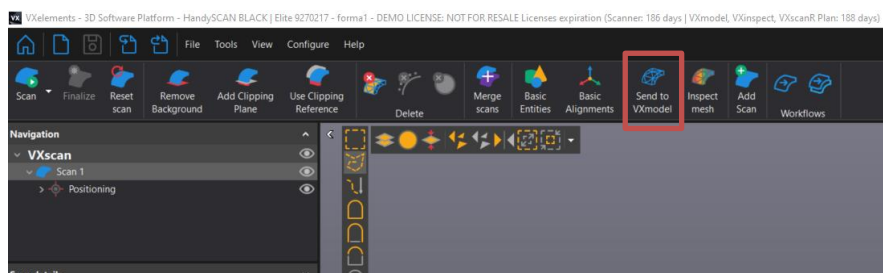 VX VXelements - 3D Software Platform - HandySCAN BLACK | Elite 9270217 - forma1 - DEMO LICENSE: NOT FOR RESALE Licenses expiration (Scanner: 186 days | VXmodel, VXinspect, VXscanR Plan: 188 days)
File Tools View Configure Help
Scan Finalize Reset scan Remove Background Add Clipping Plane Use Clipping Reference Delete Merge scans Basic Entities Basic Alignments Send to VXmodel Inspect mesh Add Scan Workflows
Navigation
VXscan
Scan 1
Positioning